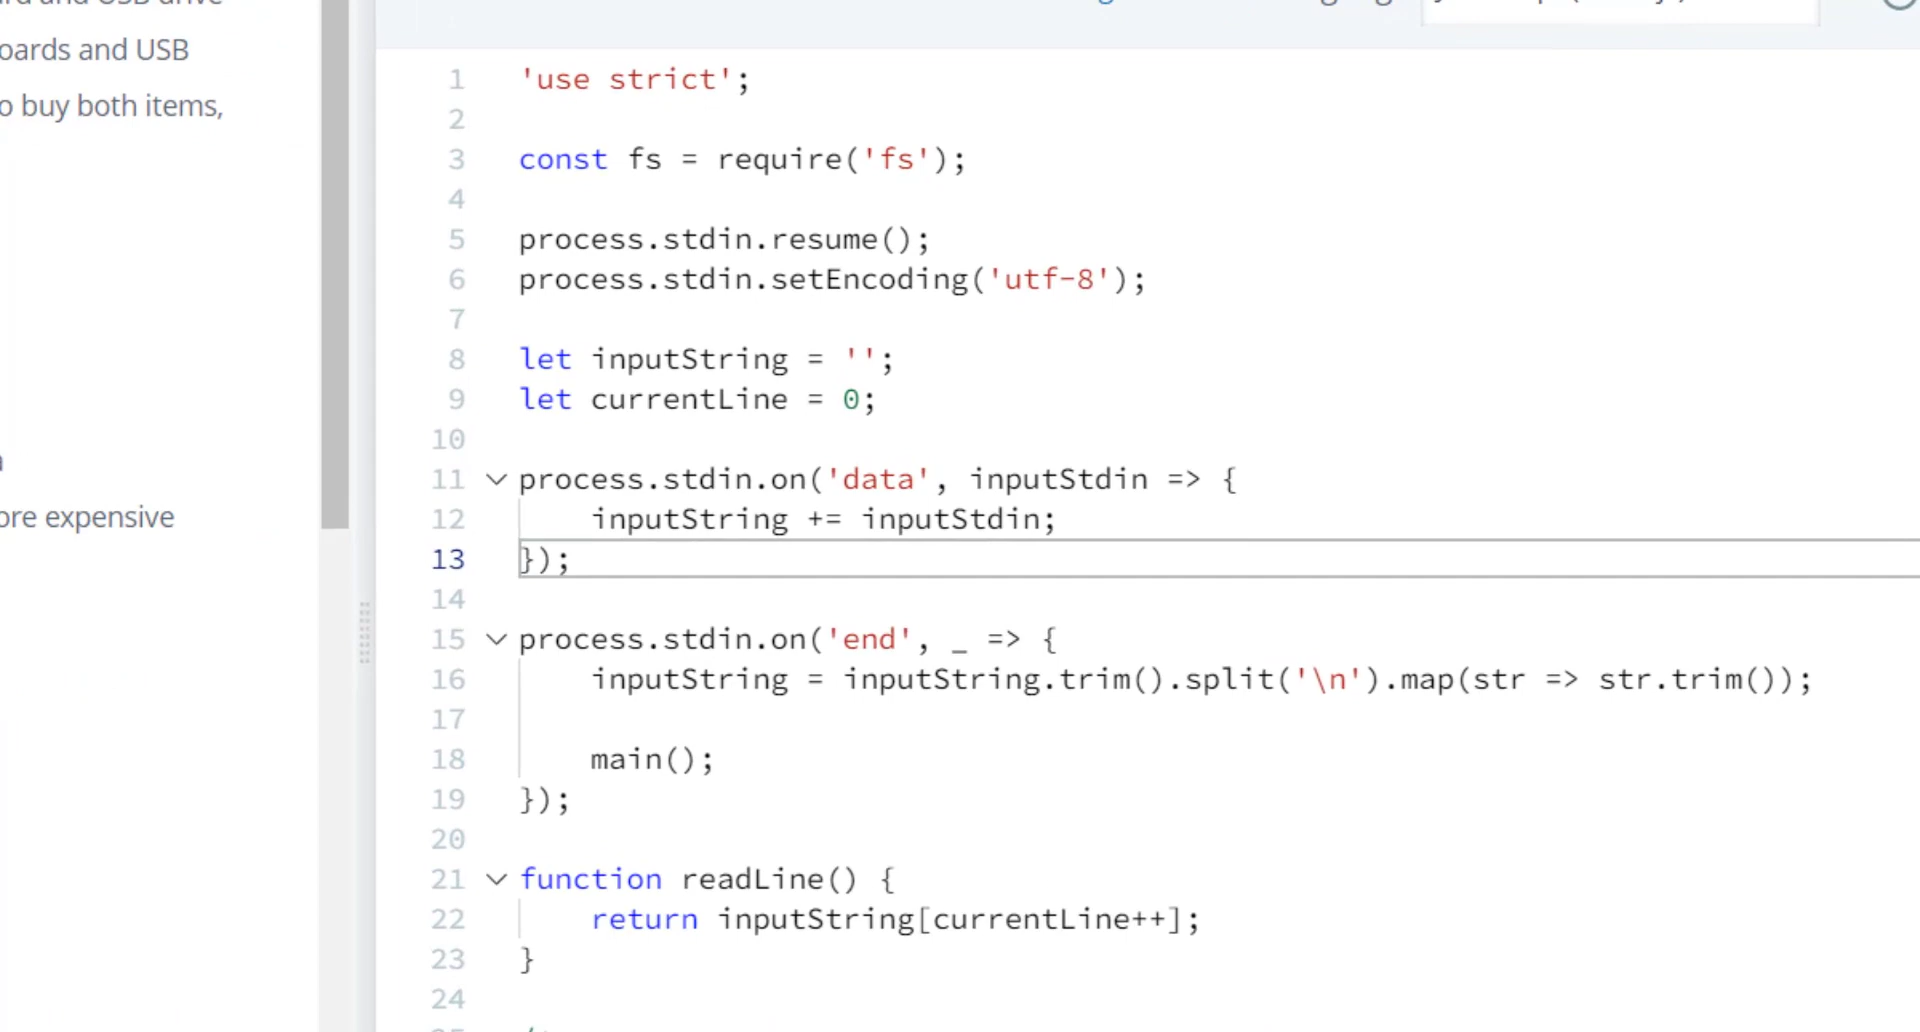 and USB drive
oards and USB
o buy both items,
ore expensive
1 'use strict';
2
3 const fs = require('fs');
4
5 process.stdin.resume();
6 process.stdin.setEncoding('utf-8');
7
8 let inputString = '';
9 let currentLine = 0;
10
11 process.stdin.on('data', inputStdin => {
12 inputString += inputStdin;
13 });
14
15 process.stdin.on('end', _ => {
16 inputString = inputString.trim().split('\n').map(str => str.trim());
17
18 main();
19 });
20
21 function readLine() {
22 return inputString[currentLine++];
23 }
24